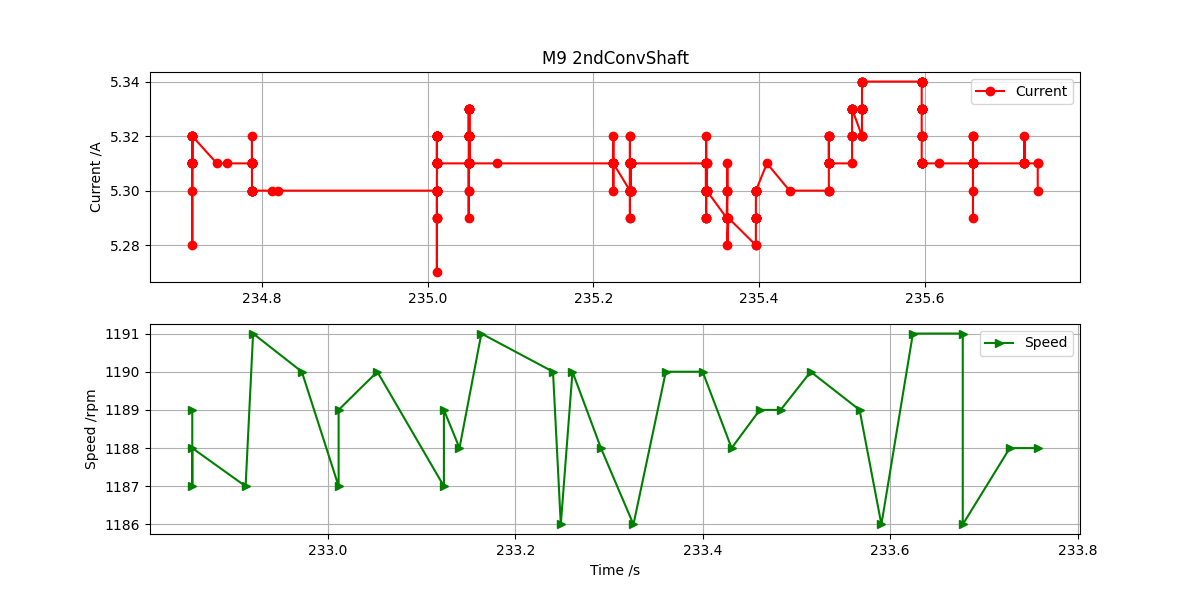 M9 2ndConvShaft
Current /A
5.34
5.32
5.30
5.28
Current
234.8 235.0 235.2 235.4 235.6
Speed /rpm
1191
1190
1189
1188
1187
1186
Speed
233.0 233.2 233.4 233.6 233.8
Time /s